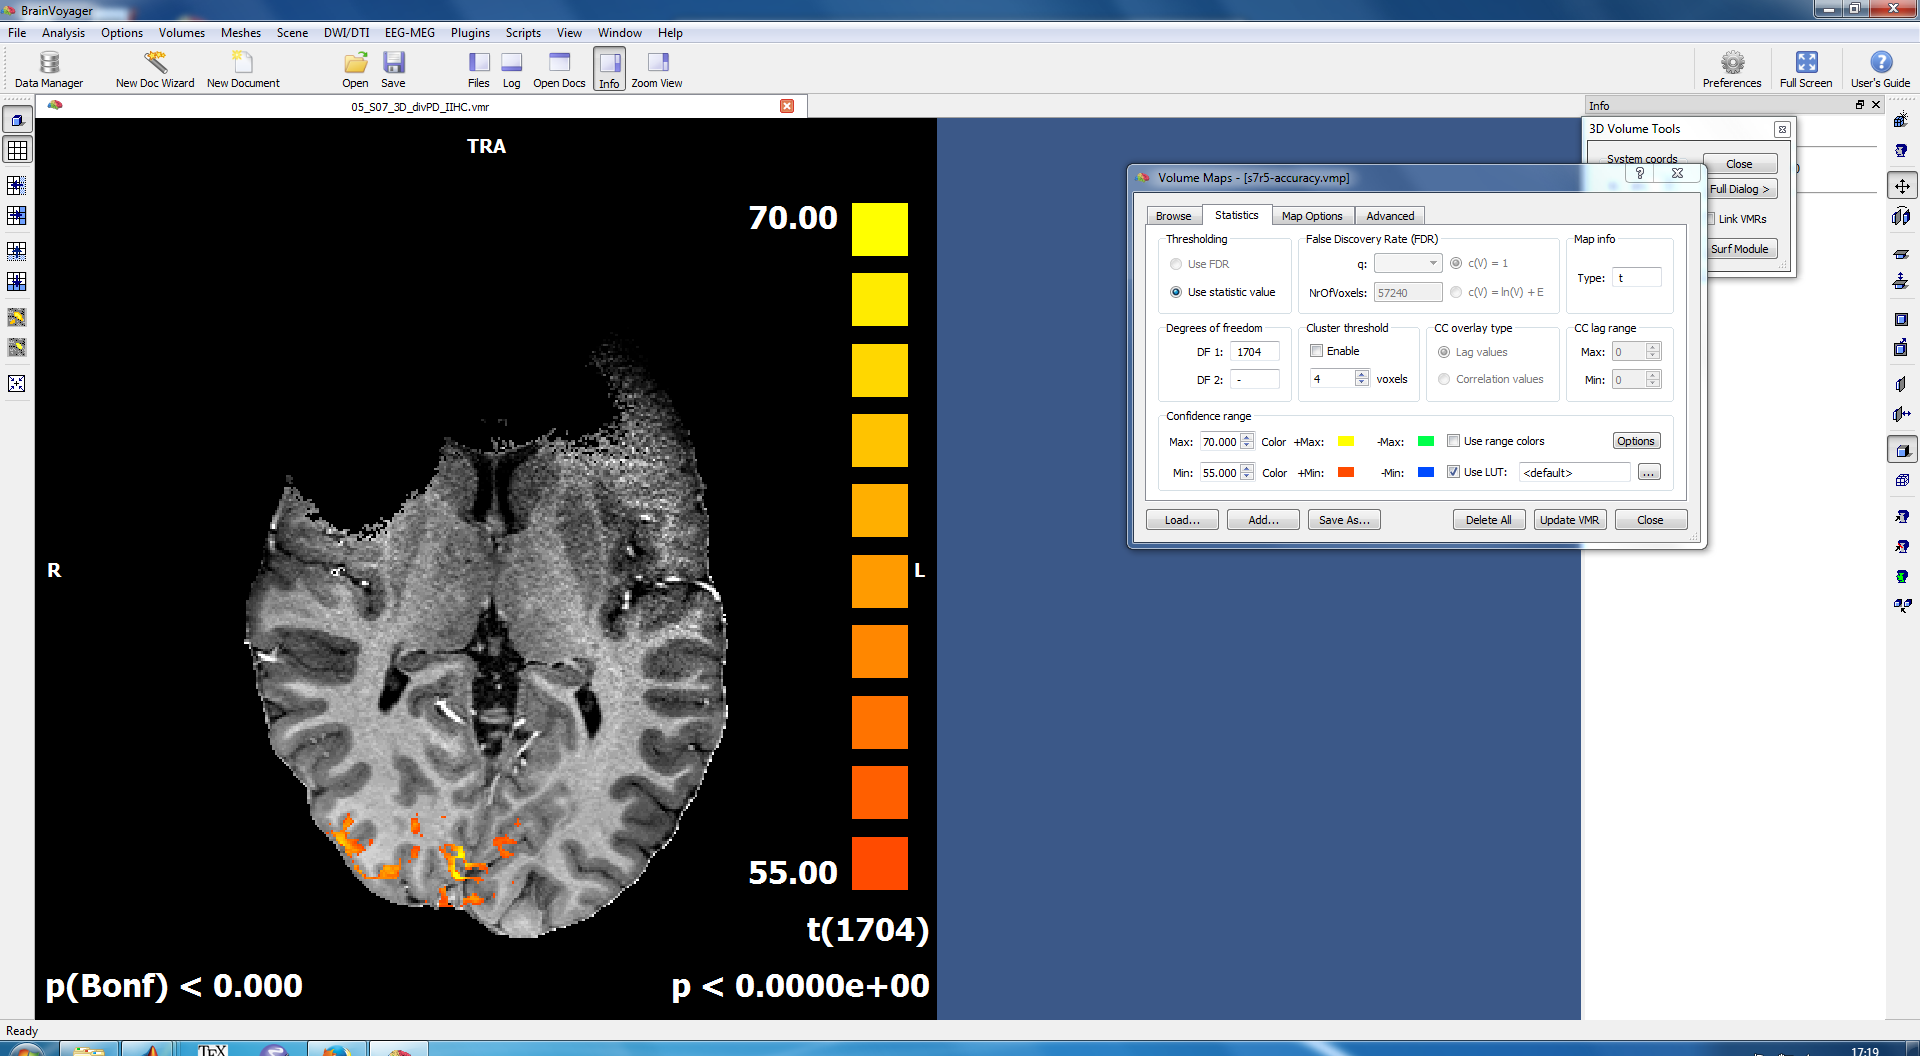 BrainVoyager
File Analysis Options Volumes Meshes Scene DWI/DTI EEG-MEG Plugins Scripts View Window Help
Data Manager New Doc Wizard New Document Open Save Files Log Open Docs Info Zoom View Preferences Full Screen User's Guide
05_S07_3D_divPD_IIHC.vmr
Info
3D Volume Tools
System coords
Close
Full Dialog >
Link VMRs
Surf Module
TRA
70.00
R
L
55.00
t(1704)
p(Bonf) < 0.000
p < 0.0000e+00
Volume Maps - [s7r5-accuracy.vmp]
Browse Statistics Map Options Advanced
Thresholding
Use FDR
Use statistic value
False Discovery Rate (FDR)
q: c(V) = 1
NrOfVoxels: 57240 c(V) = ln(V) + E
Map info
Type: t
Degrees of freedom
DF 1: 1704
DF 2: -
Cluster threshold
Enable
4 voxels
CC overlay type
Lag values
Correlation values
CC lag range
Max: 0
Min: 0
Confidence range
Max: 70.000 Color +Max: -Max: Use range colors Options
Min: 55.000 Color +Min: -Min: Use LUT: <default> ...
Load... Add... Save As... Delete All Update VMR Close
Ready
TEX
17:19